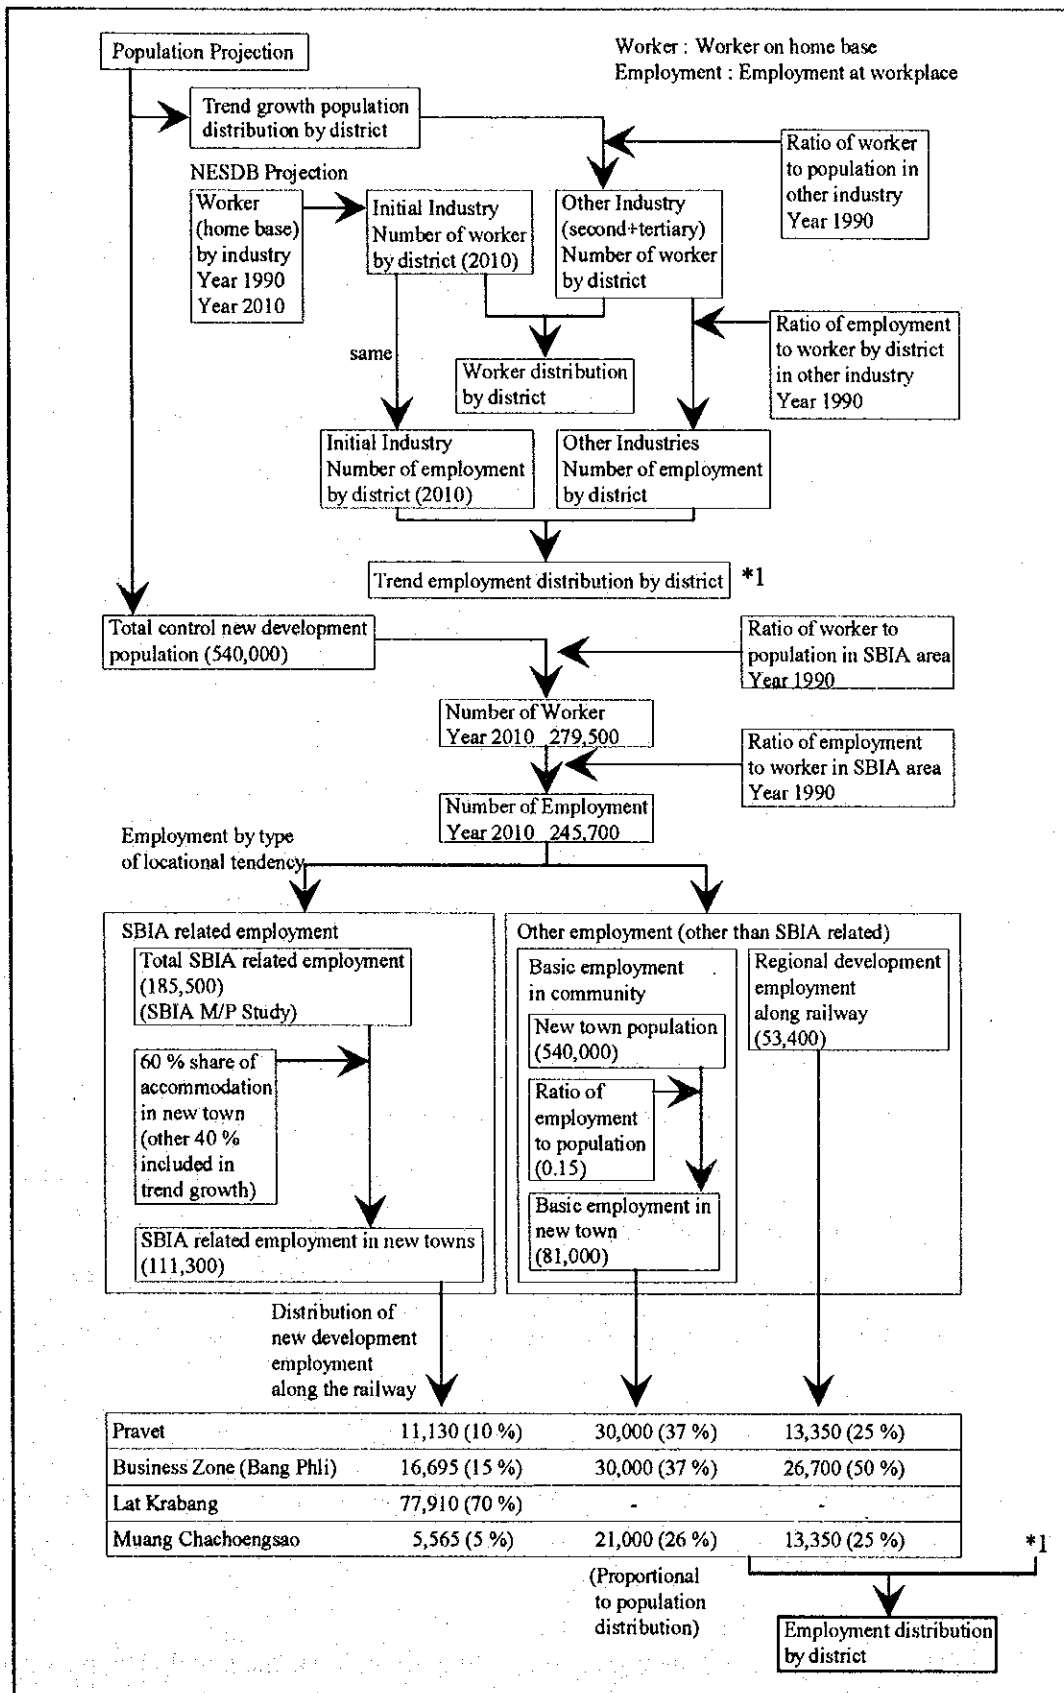 Population Projection
Worker : Worker on home base
Employment : Employment at workplace
Trend growth population
distribution by district
Ratio of worker
to population in
other industry
Year 1990
NESDB Projection
Worker
(home base)
by industry
Year 1990
Year 2010
Initial Industry
Number of worker
by district (2010)
Other Industry
(second+tertiary)
Number of worker
by district
Ratio of employment
to worker by district
in other industry
Year 1990
same
Worker distribution
by district
Initial Industry
Number of employment
by district (2010)
Other Industries
Number of employment
by district
Trend employment distribution by district
*1
Total control new development
population (540,000)
Ratio of worker to
population in SBIA area
Year 1990
Number of Worker
Year 2010 279,500
Ratio of employment
to worker in SBIA area
Year 1990
Number of Employment
Year 2010 245,700
Employment by type
of locational tendency
SBIA related employment
Total SBIA related employment
(185,500)
(SBIA M/P Study)
60 % share of
accommodation
in new town
(other 40 %
included in
trend growth)
SBIA related employment in new towns
(111,300)
Other employment (other than SBIA related)
Basic employment
in community
New town population
(540,000)
Ratio of
employment
to population
(0.15)
Basic employment in
new town
(81,000)
Regional development
employment
along railway
(53,400)
Distribution of
new development
employment
along the railway
Pravet 11,130 (10 %) 30,000 (37 %) 13,350 (25 %)
Business Zone (Bang Phli) 16,695 (15 %) 30,000 (37 %) 26,700 (50 %)
Lat Krabang 77,910 (70 %) - -
Muang Chachoengsao 5,565 (5 %) 21,000 (26 %) 13,350 (25 %)
*1
(Proportional
to population
distribution)
Employment distribution
by district